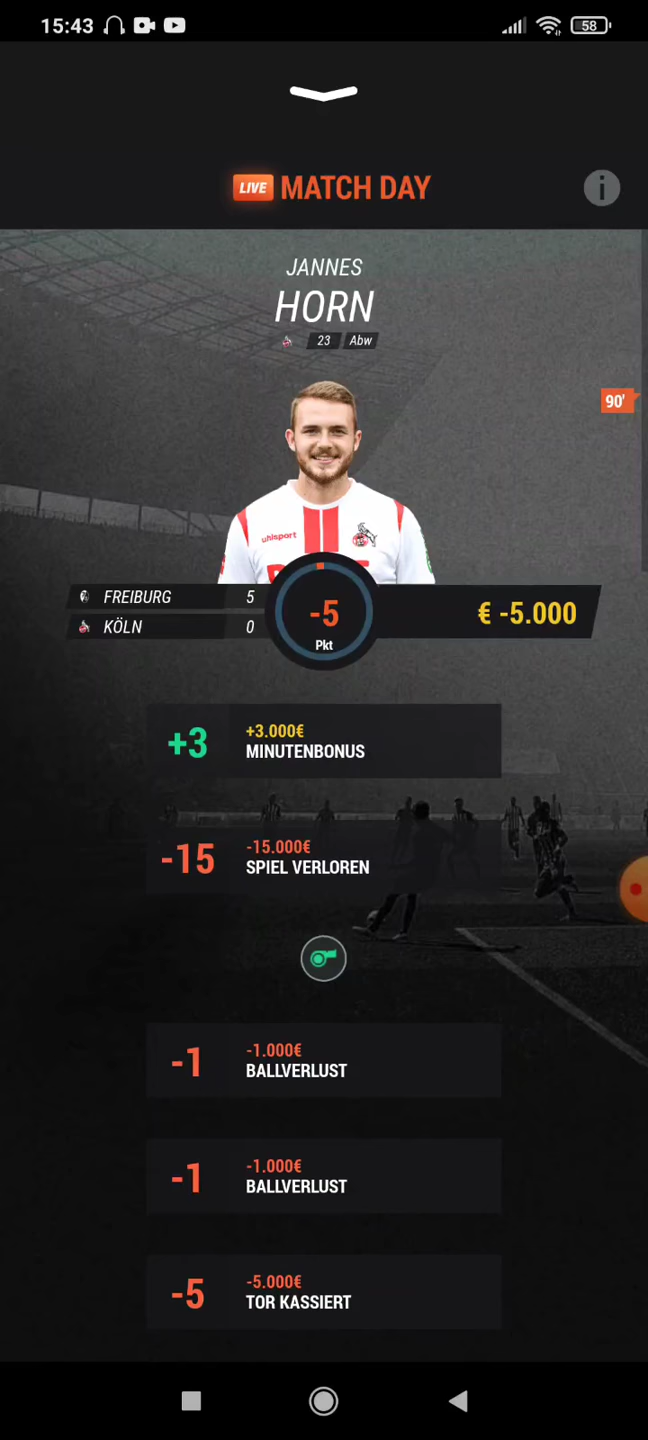 15:43
58
LIVE MATCH DAY
i
JANNES
HORN
23 Abw
90'
uhlsport
FREIBURG 5
KÖLN 0
-5
Pkt
€ -5.000
+3
+3.000€
MINUTENBONUS
-15
-15.000€
SPIEL VERLOREN
-1
-1.000€
BALLVERLUST
-1
-1.000€
BALLVERLUST
-5
-5.000€
TOR KASSIERT